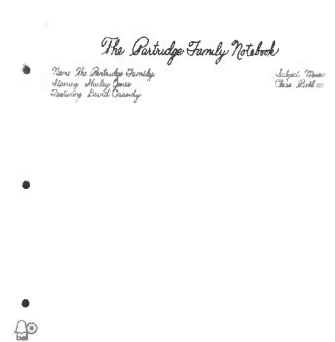 The Partridge Family Notebook
Name The Partridge Family
Starring Shirley Jones
Featuring David Cassidy
Subject Music
Class Bell
bell